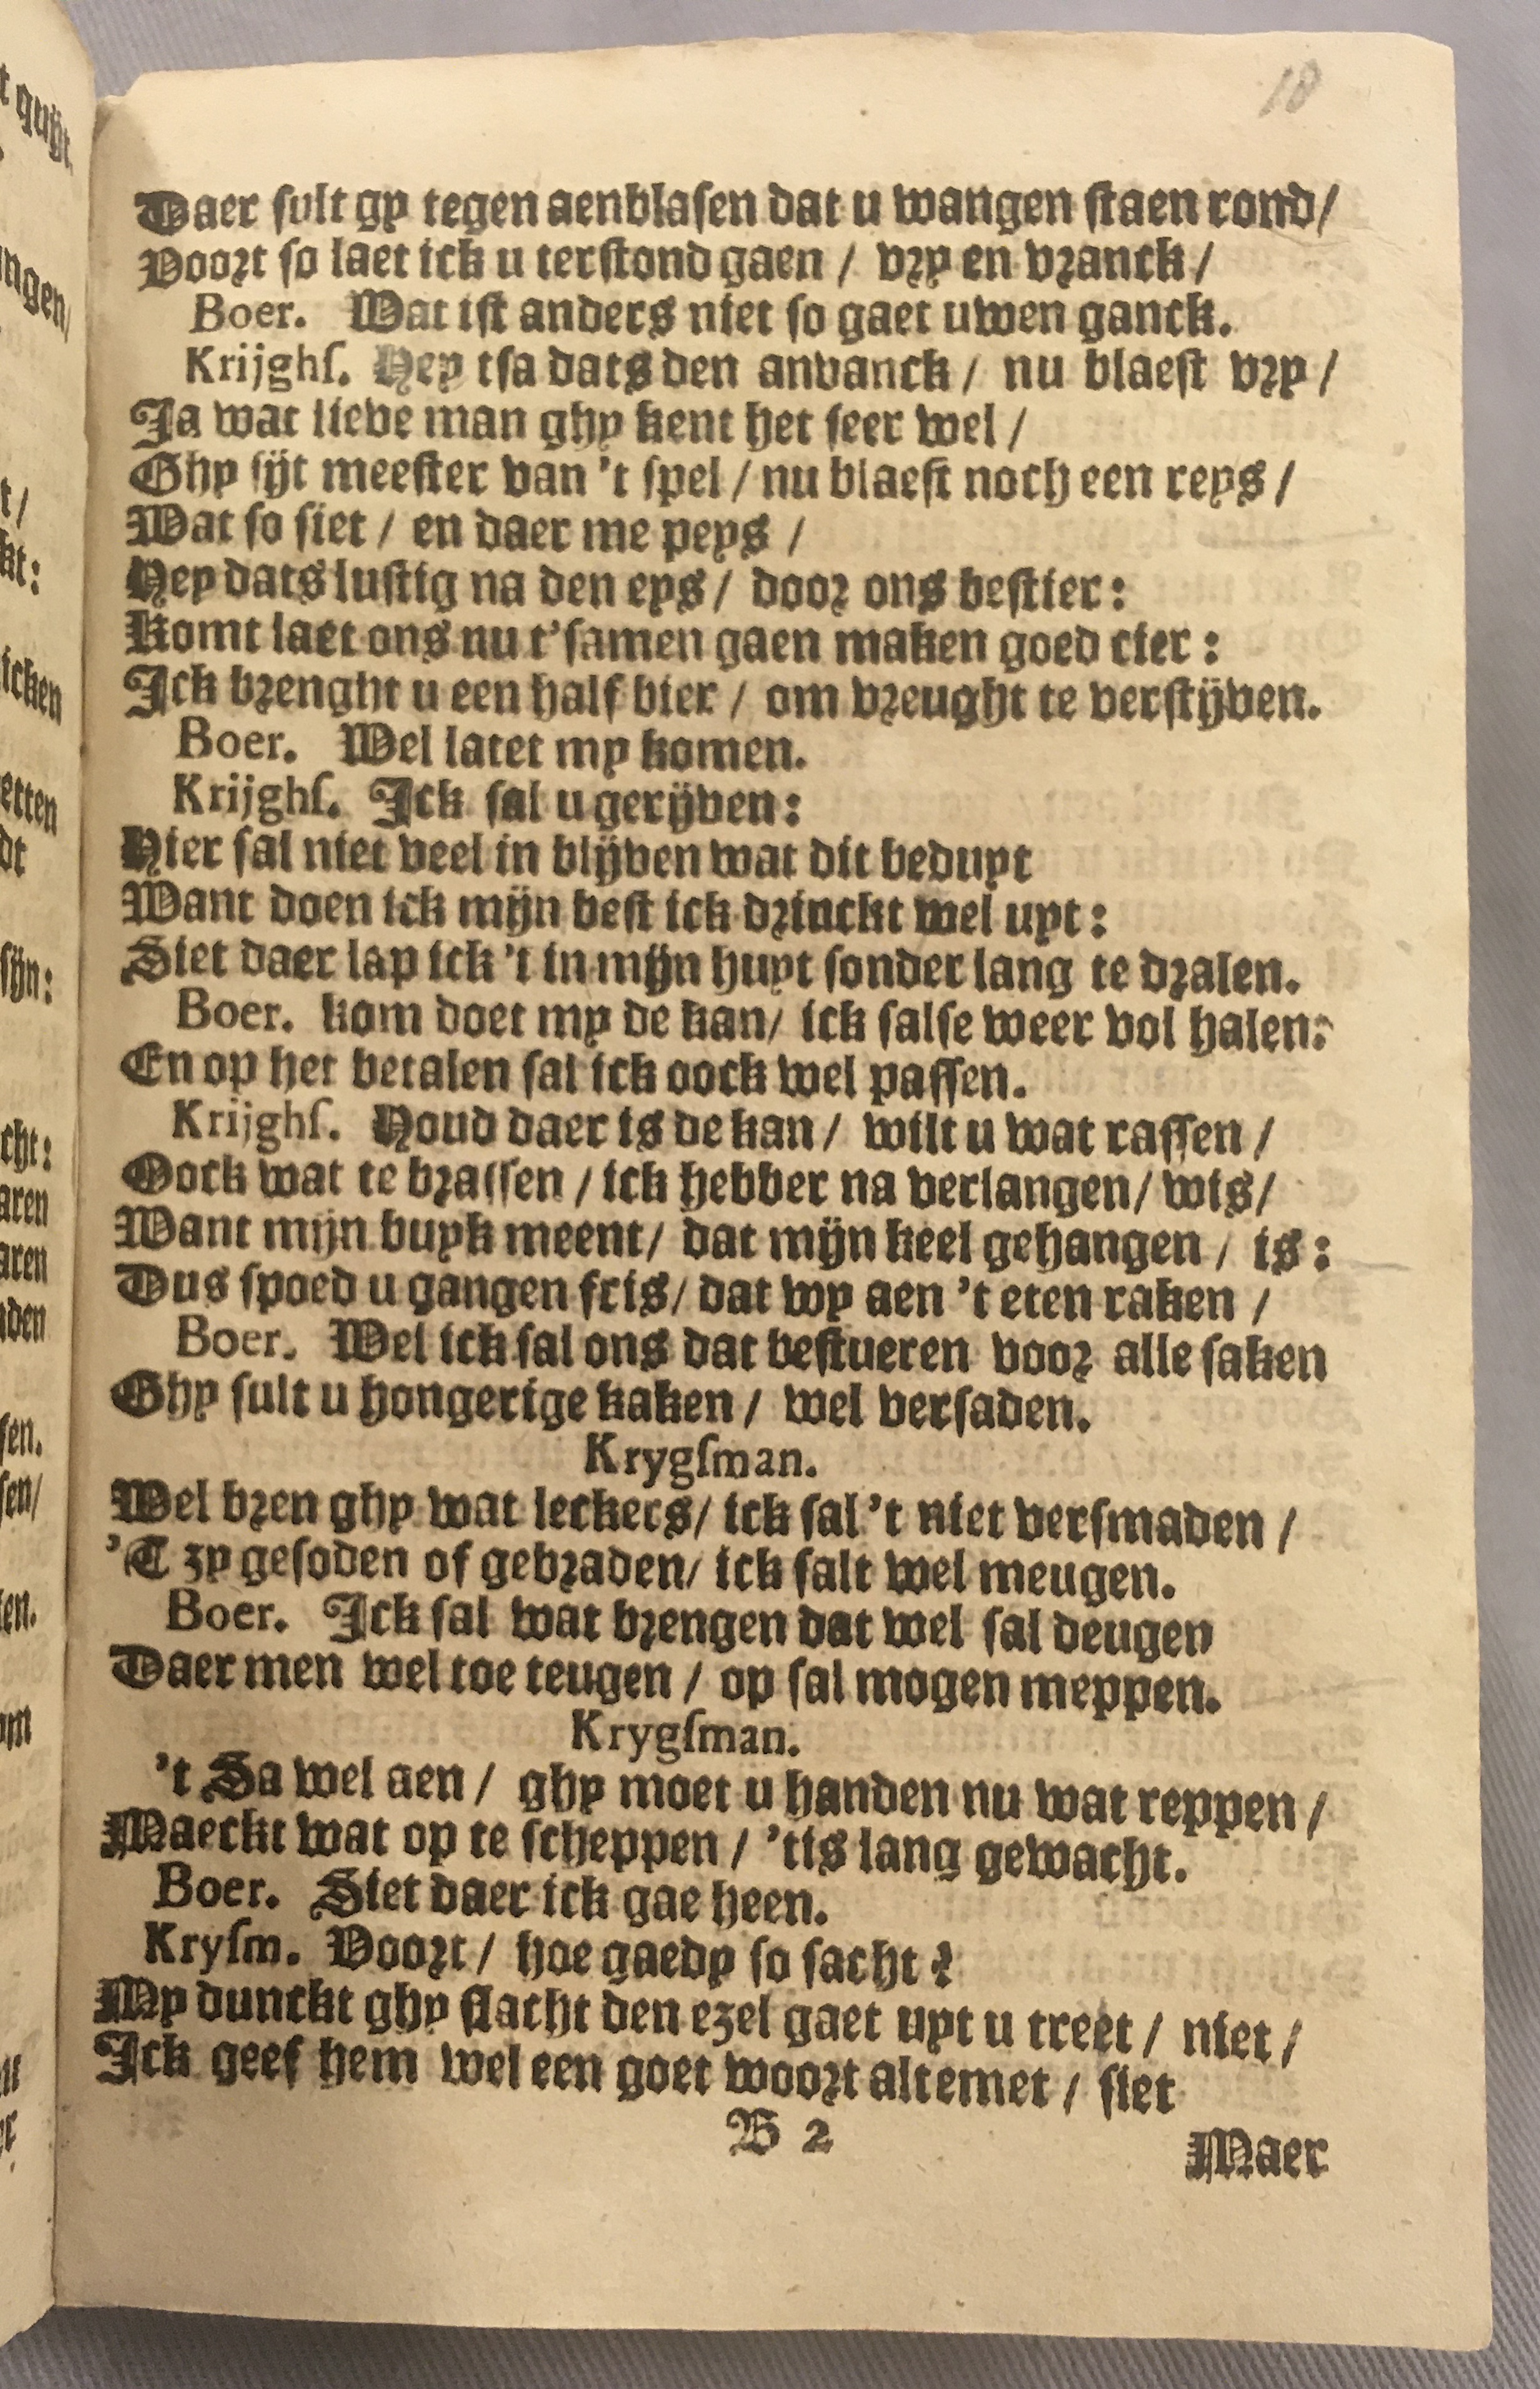 18
Daer sult gy tegen aenblasen dat u wangen staen rond/
Voort so laet ick u terstond gaen / vry en vranck /
Boer. Wat ist anders niet so gaet uwen ganck.
Krijghſ. Hey tsa dats den anvanck / nu blaest vry /
Ja wat lieve man ghy kent het seer wel /
Ghy sijt meester van 't spel / nu blaest noch een reys /
Wat so siet / en daer me peys /
Hey dats lustig na den eys / door ons bestier:
Komt laet ons nu t'samen gaen maken goed cier:
Ick brenght u een half bier / om vreught te verstijven.
Boer. Wel latet my komen.
Krijghſ. Ick sal u gerijven:
Hier sal niet veel in blijven wat dit beduyt
Want doen ick mijn best ick drinckt wel uyt:
Siet daer lap ick 't in mijn huyt sonder lang te dralen.
Boer. kom doet my de kan/ ick salse weer vol halen:
En op het betalen sal ick oock wel passen.
Krijghſ. Houd daer is de kan / wilt u wat rassen /
Oock wat te brassen / ick hebber na verlangen/ wis/
Want mijn buyk meent/ dat mijn keel gehangen / is:
Dus spoed u gangen fris/ dat wy aen 't eten raken /
Boer. Wel ick sal ons dat bestueren voor alle saken
Ghy sult u hongerige kaken / wel versaden.
Krygſman.
Wel bren ghy wat leckers/ ick sal 't niet versmaden /
'T zy gesoden of gebraden/ ick salt wel meugen.
Boer. Ick sal wat brengen dat wel sal deugen
Daer men wel toe teugen / op sal mogen meppen.
Krygſman.
't Sa wel aen / ghy moet u handen nu wat reppen /
Maeckt wat op te scheppen / 'tis lang gewacht.
Boer. Siet daer ick gae heen.
Kryſm. Voort / hoe gaedy so sacht?
My dunckt ghy slacht den ezel gaet uyt u treet / niet /
Ick geef hem wel een goet woort altemet / siet
B 2
Maer